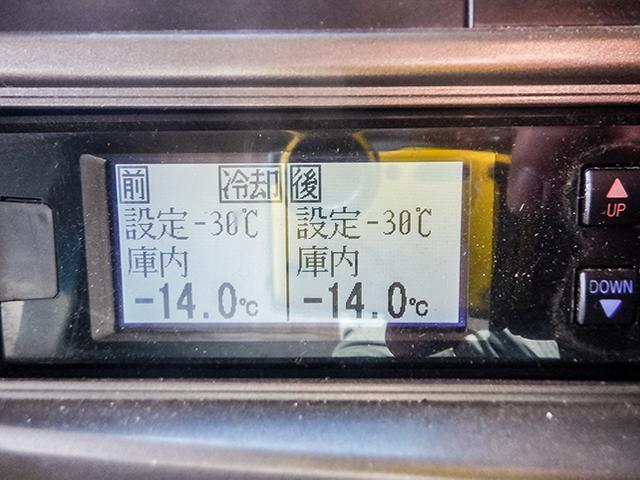 前 冷却 後
設定-30℃ 設定-30℃
庫内 庫内
-14.0℃ -14.0℃
UP
DOWN